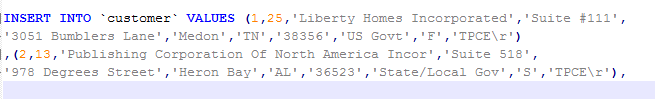 INSERT INTO `customer` VALUES (1,25,'Liberty Homes Incorporated','Suite #111',
'3051 Bumblers Lane','Medon','TN','38356','US Govt','F','TPCE\r')
,(2,13,'Publishing Corporation Of North America Incor','Suite 518',
'978 Degrees Street','Heron Bay','AL','36523','State/Local Gov','S','TPCE\r'),